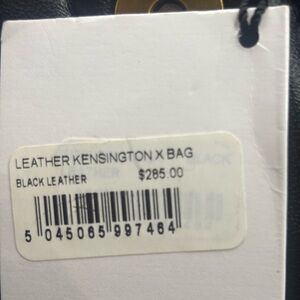 LEATHER KENSINGTON X BAG
BLACK LEATHER $285.00
5 045065 997464